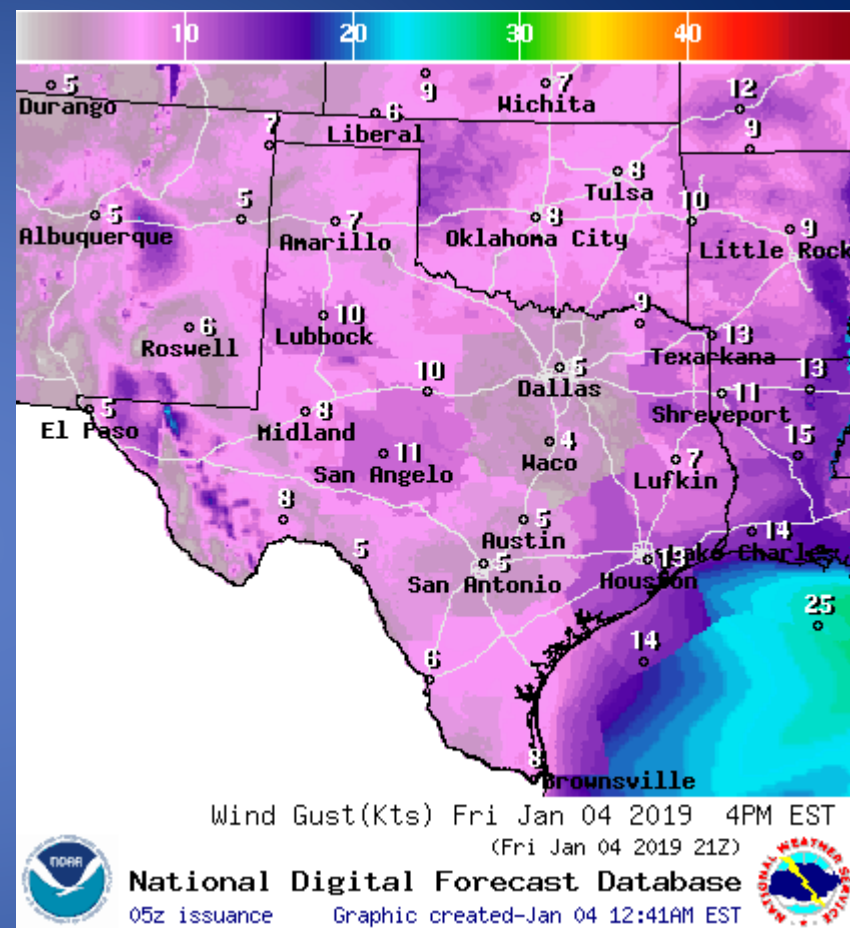 10 20 30 40
5 9 7 12
Durango Wichita
6
Liberal
7 9
8
Tulsa
5 5 7 8 10 9
Albuquerque Amarillo Oklahoma City Little Rock
6 10 9
Roswell Lubbock 13
Texarkana
5
10 Dallas 11 13
5 8 Shreveport
El Paso Midland 4 15
11 Waco 7
San Angelo Lufkin
8 5 14
Austin
5 5 13 Lake Charles
San Antonio Houston
25
6 14
8
Brownsville
Wind Gust(Kts) Fri Jan 04 2019 4PM EST
(Fri Jan 04 2019 21Z)
NOAA
National Digital Forecast Database
05z issuance Graphic created-Jan 04 12:41AM EST
NATIONAL WEATHER SERVICE